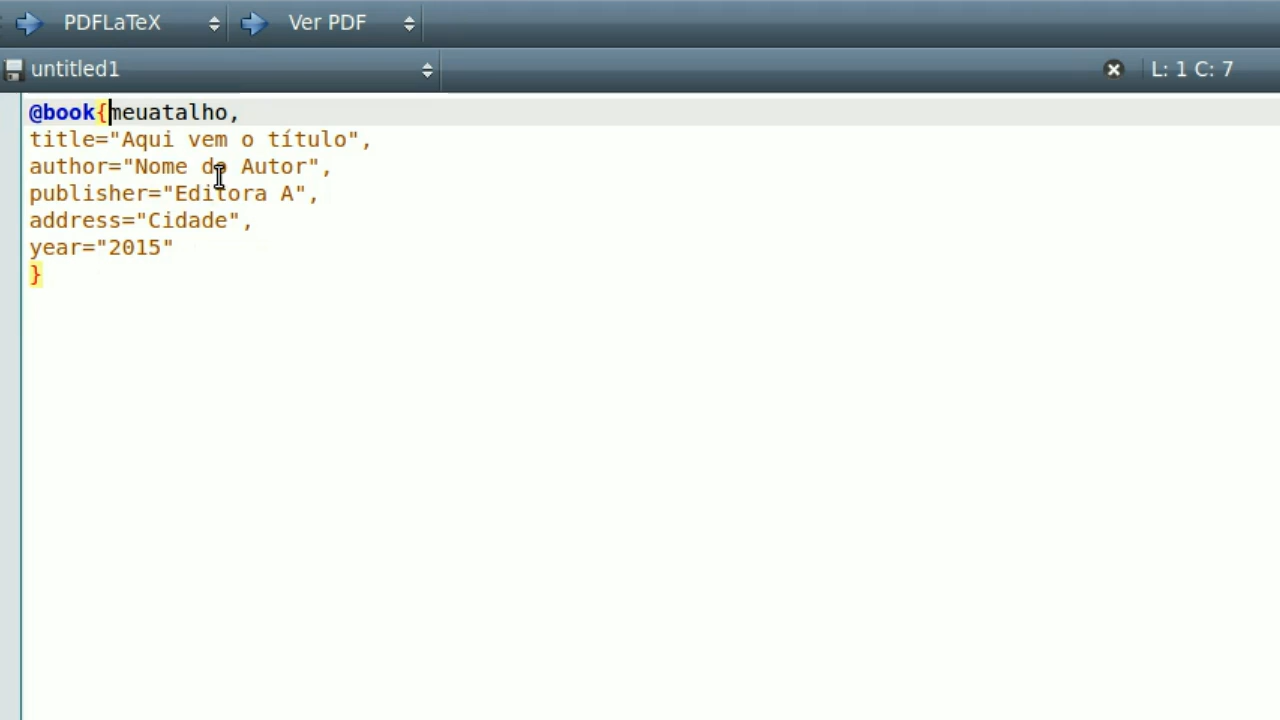 PDFLaTeX Ver PDF
untitled1 L: 1 C: 7
@book{meuatalho,
title="Aqui vem o título",
author="Nome do Autor",
publisher="Editora A",
address="Cidade",
year="2015"
}